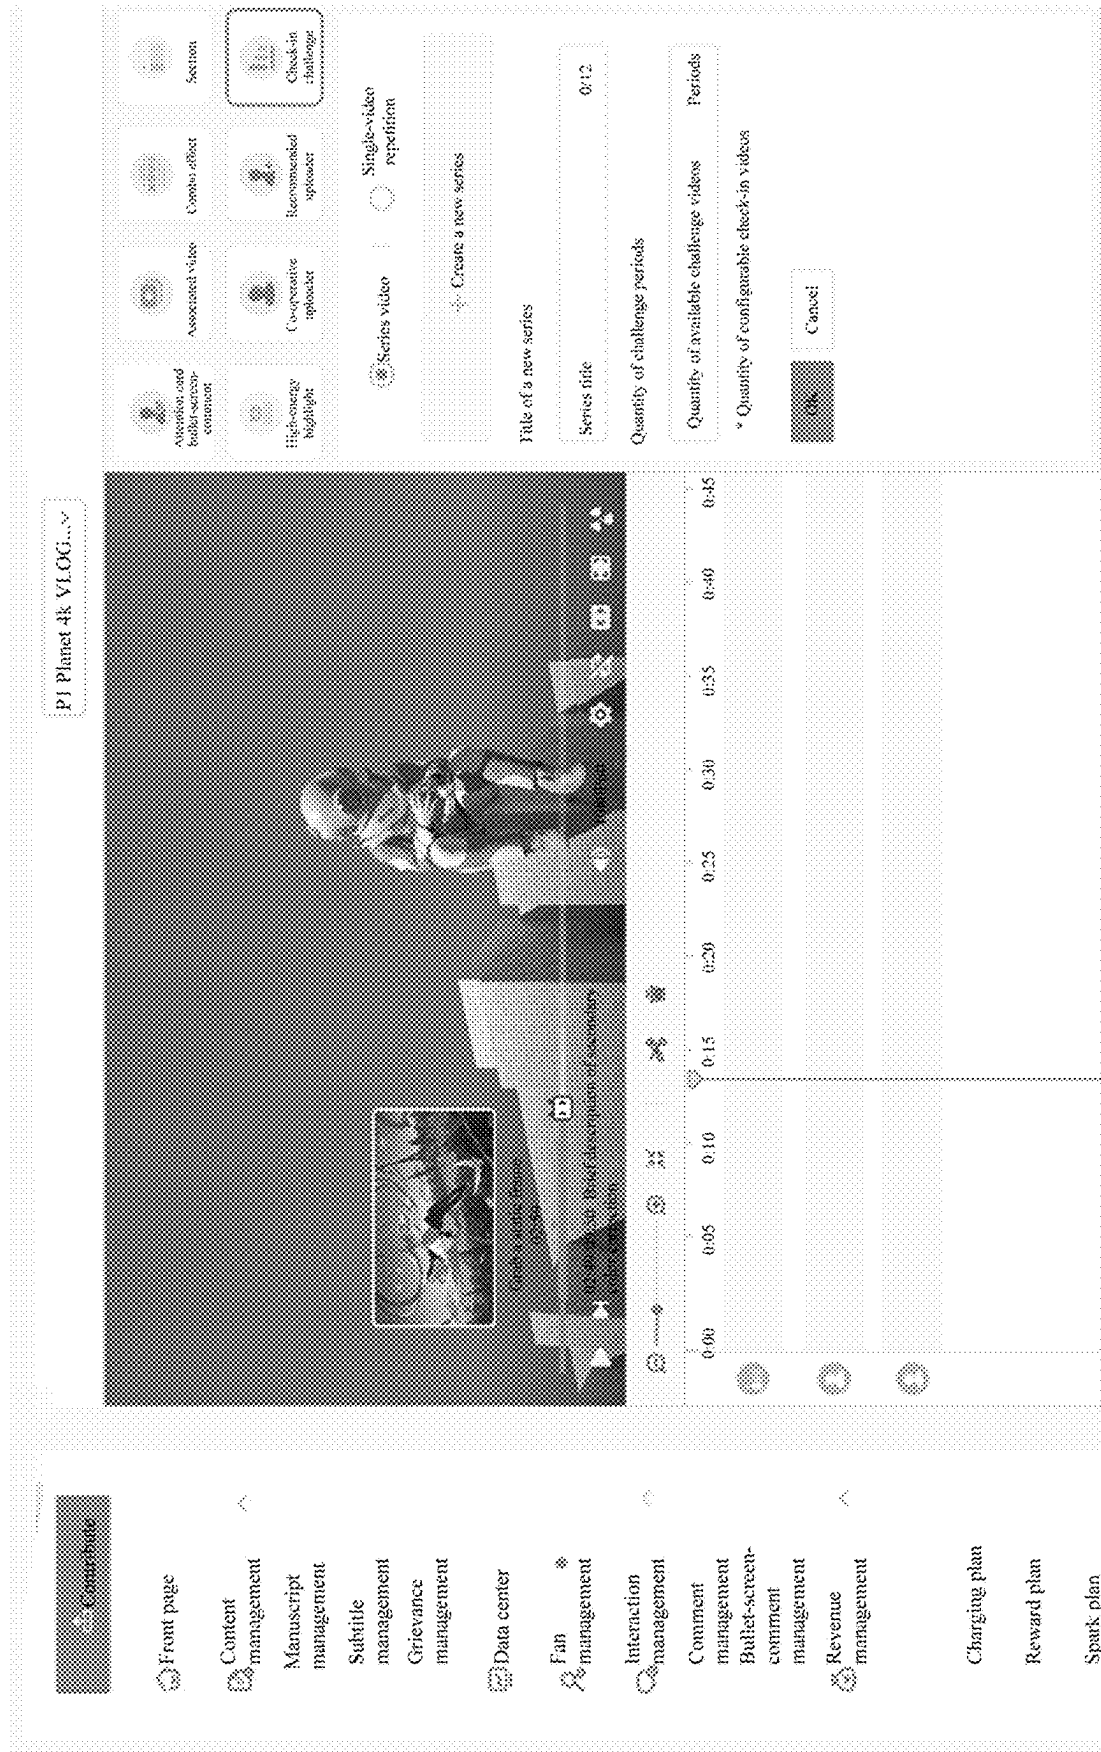 Contribute
Front page
Content
management
Manuscript
management
Subtitle
management
Grievance
management
Data center
Fan
management
Interaction
management
Comment
management
Bullet-screen-
comment
management
Revenue
management
Charging plan
Reward plan
Spark plan
P1 Planet 4k VLOG...
0:00
0:05
0:10
0:15
0:20
0:25
0:30
0:35
0:40
0:45
Attention card
bullet-screen-
comment
Associated video
Combo effect
Section
High-energy
highlight
Co-operative
uploader
Recommended
uploader
Check-in
challenge
Series video
Single-video
repetition
Create a new series
Title of a new series
Series title 0/12
Quantity of challenge periods
Quantity of available challenge videos Periods
* Quantity of configurable check-in videos
Cancel